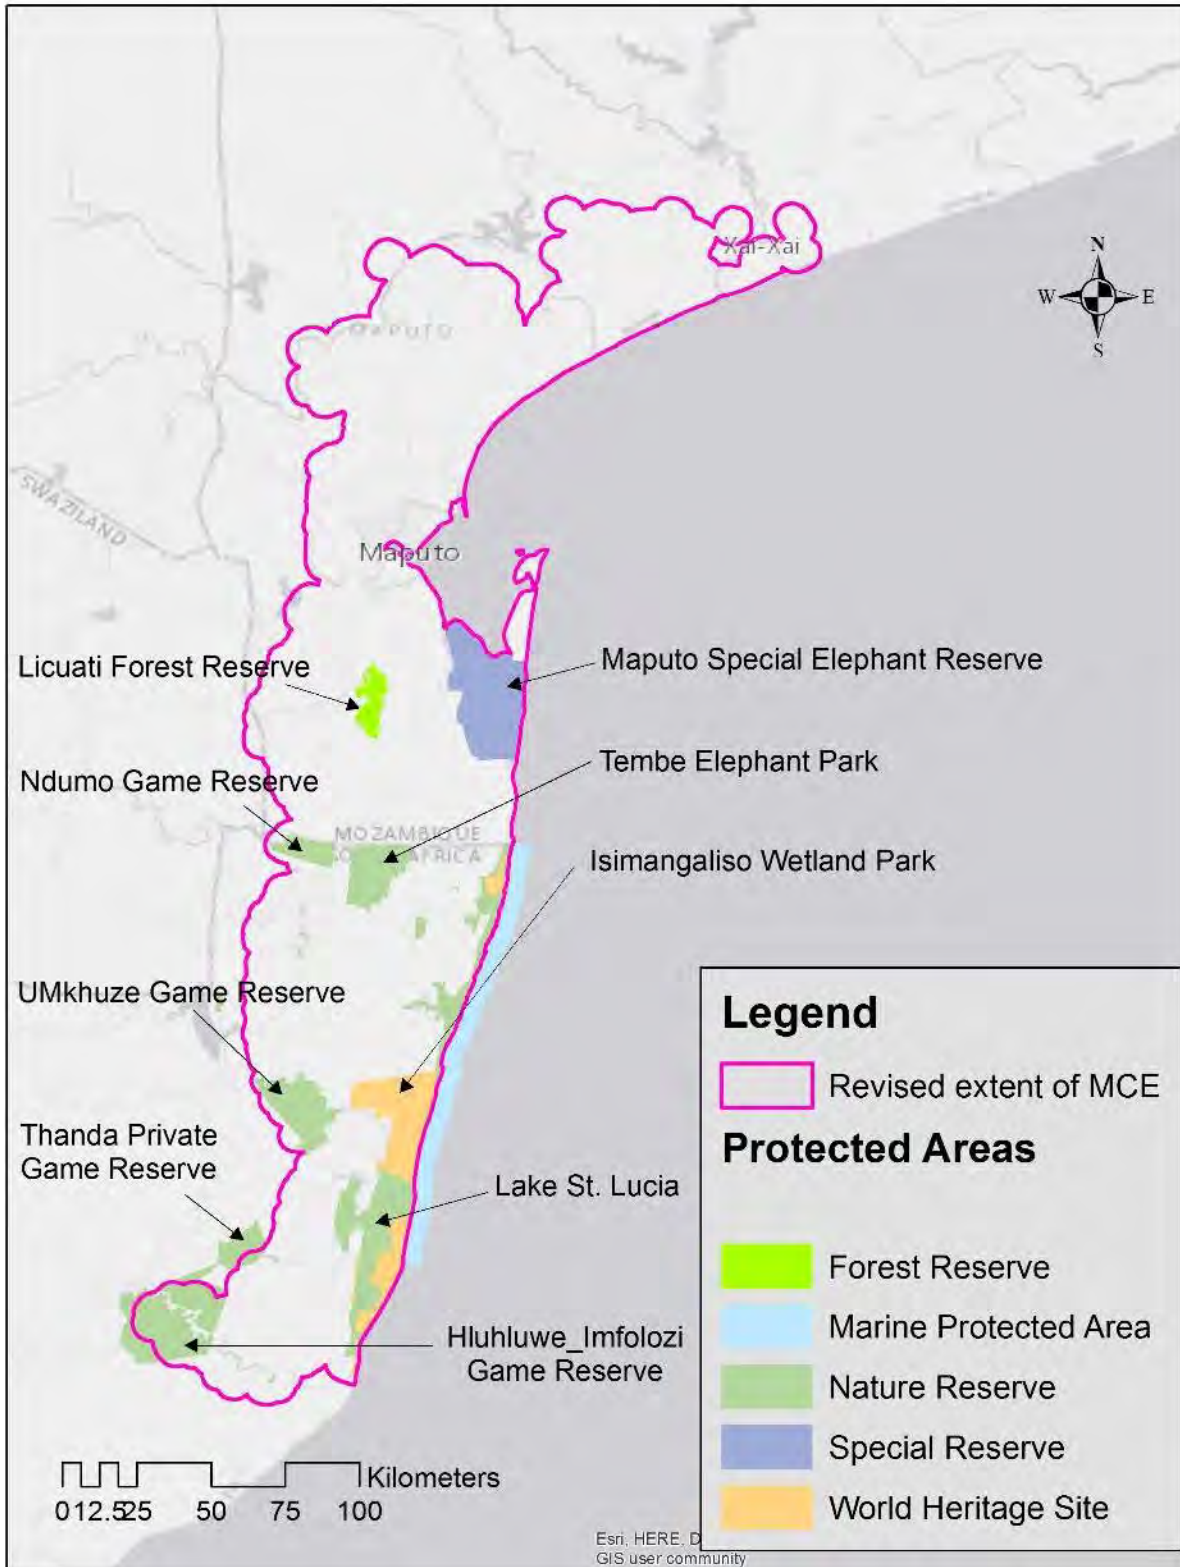 Xai-Xai
N
W
E
S
MAPUTO
SWAZILAND
Maputo
Licuati Forest Reserve
Maputo Special Elephant Reserve
Tembe Elephant Park
Ndumo Game Reserve
MOZAMBIQUE
AFRICA
Isimangaliso Wetland Park
UMkhuze Game Reserve
Thanda Private
Game Reserve
Lake St. Lucia
Hluhluwe_Imfolozi
Game Reserve
Legend
Revised extent of MCE
Protected Areas
Forest Reserve
Marine Protected Area
Nature Reserve
Special Reserve
World Heritage Site
Kilometers
0 12.5 25 50 75 100
Esri, HERE, D
GIS user community